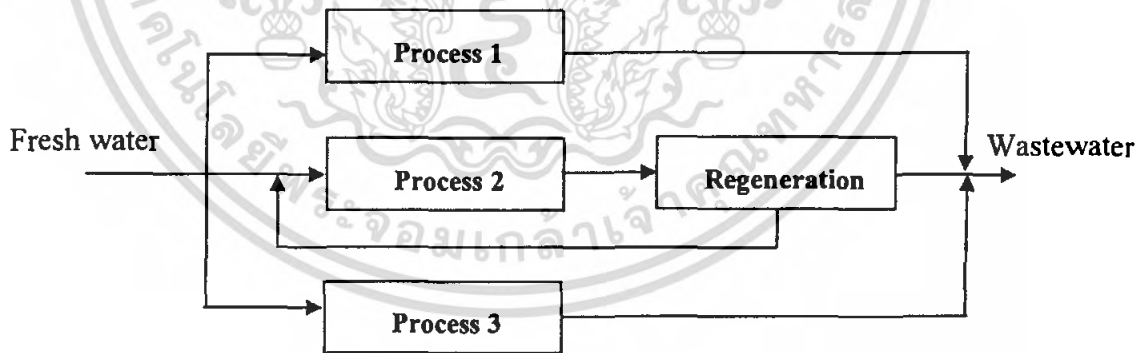 Process 1
Fresh water
Process 2
Regeneration
Wastewater
Process 3